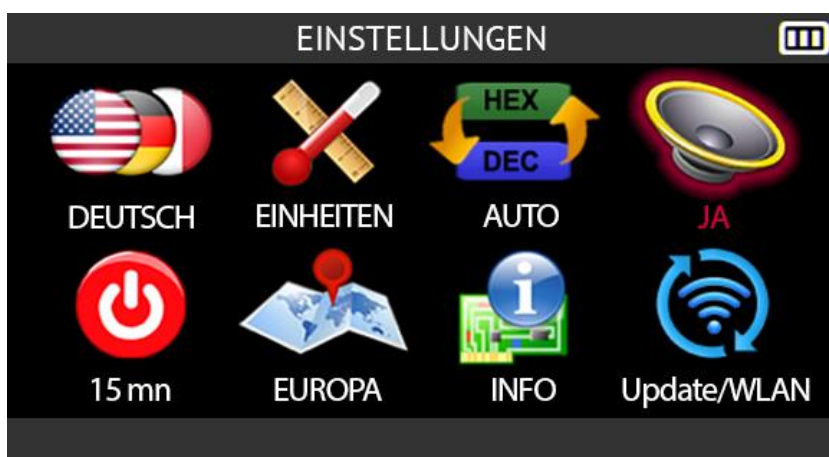 EINSTELLUNGEN
HEX
DEC
DEUTSCH EINHEITEN AUTO JA
15 mn EUROPA INFO Update/WLAN